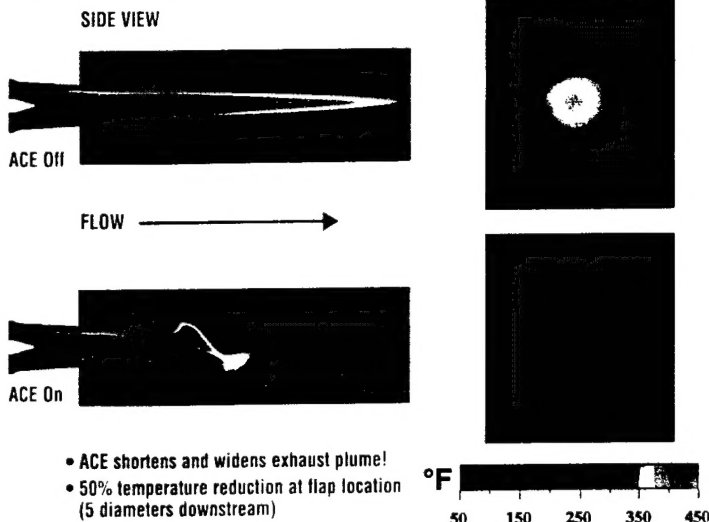 SIDE VIEW
ACE Off
FLOW
ACE On
• ACE shortens and widens exhaust plume!
• 50% temperature reduction at flap location
(5 diameters downstream)
°F
50 150 250 350 450